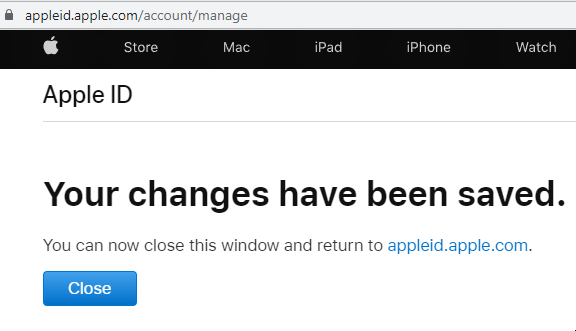 appleid.apple.com/account/manage
Store Mac iPad iPhone Watch
Apple ID
Your changes have been saved.
You can now close this window and return to appleid.apple.com.
Close